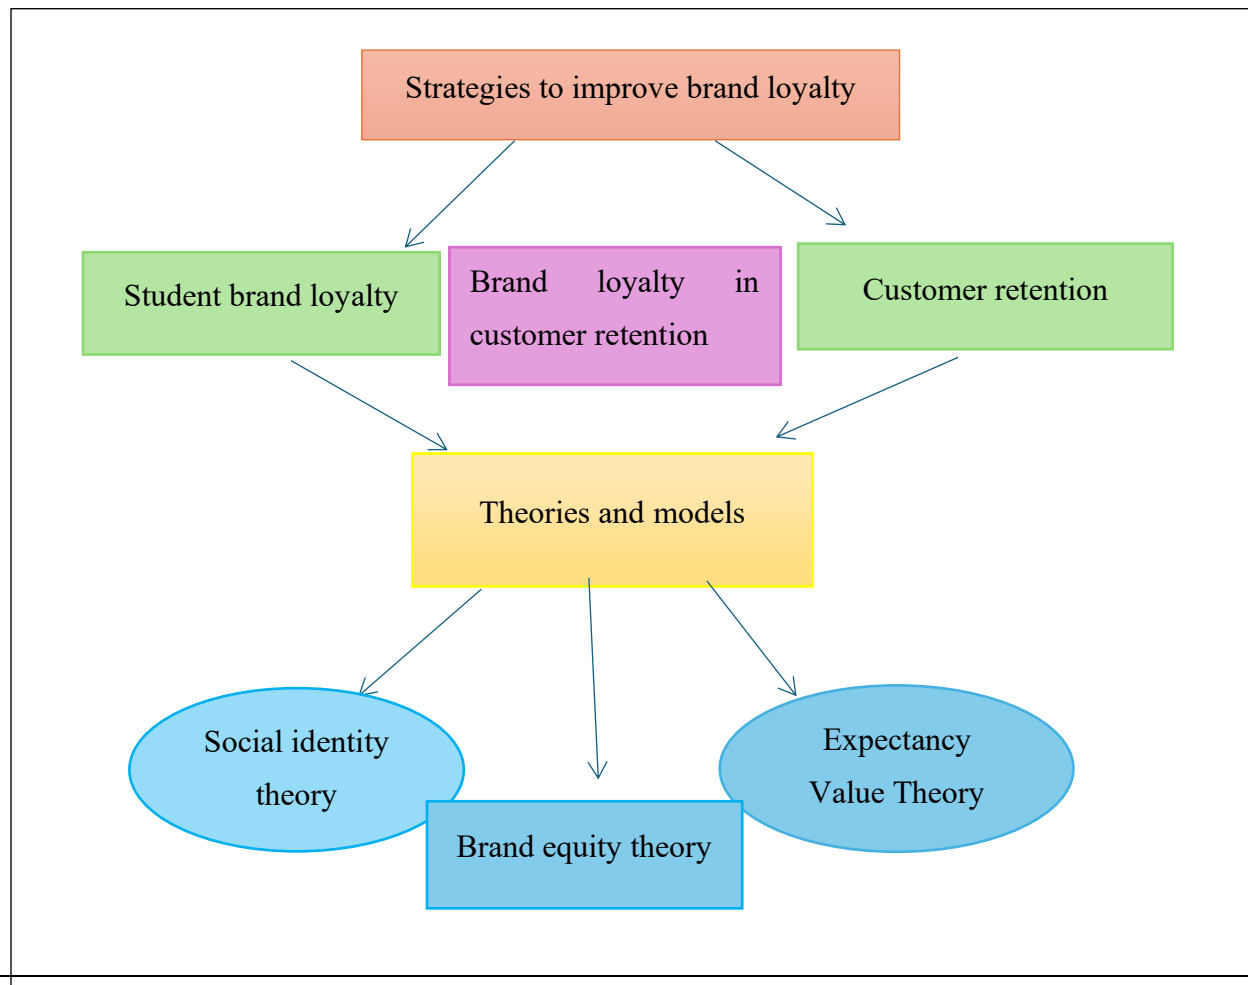 Strategies to improve brand loyalty
Student brand loyalty
Brand loyalty in
customer retention
Customer retention
Theories and models
Social identity
theory
Brand equity theory
Expectancy
Value Theory